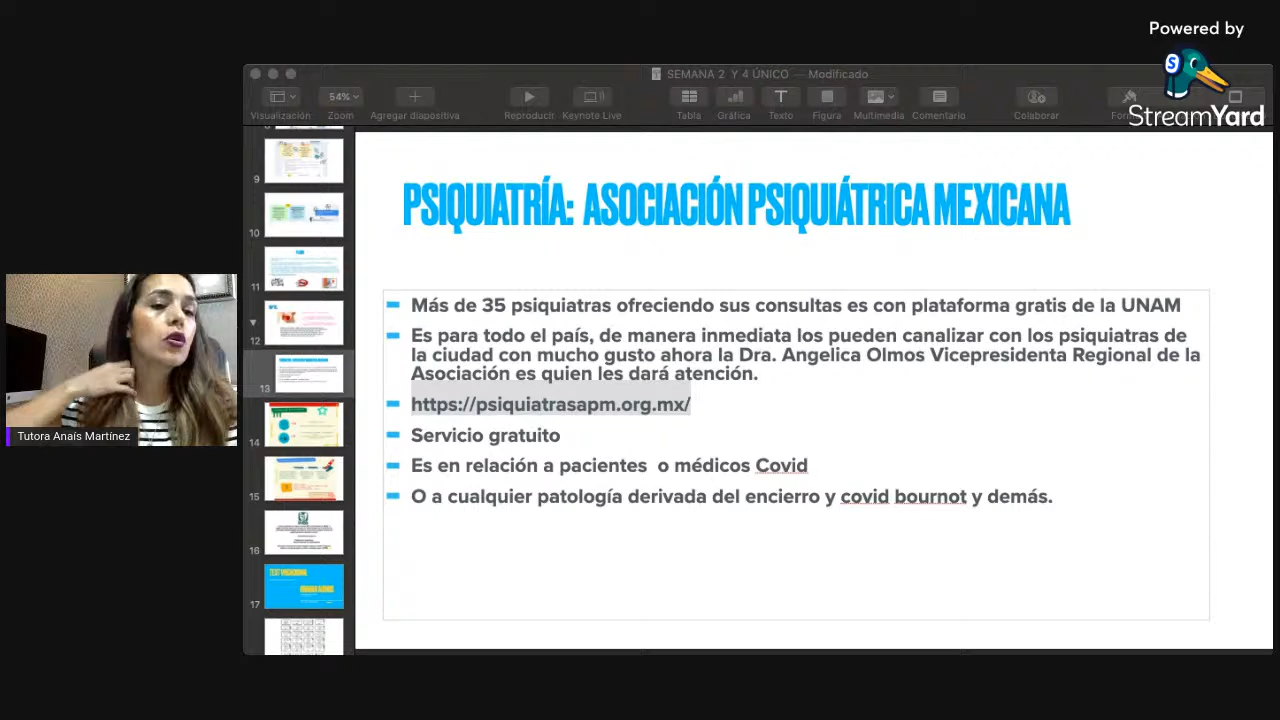 Powered by
StreamYard
SEMANA 2 Y 4 ÚNICO — Modificado
54%
Visualización Zoom Agregar diapositiva Reproducir Keynote Live Tabla Gráfica Texto Figura Multimedia Comentario Colaborar
9
10
11
12
13
14
15
16
17
PSIQUIATRÍA: ASOCIACIÓN PSIQUIÁTRICA MEXICANA
Más de 35 psiquiatras ofreciendo sus consultas es con plataforma gratis de la UNAM
Es para todo el país, de manera inmediata los pueden canalizar con los psiquiatras de
la ciudad con mucho gusto ahora la Dra. Angelica Olmos Vicepresidenta Regional de la
Asociación es quien les dará atención.
https://psiquiatrasapm.org.mx/
Servicio gratuito
Es en relación a pacientes o médicos Covid
O a cualquier patología derivada del encierro y covid bournot y demás.
Tutora Anaís Martínez